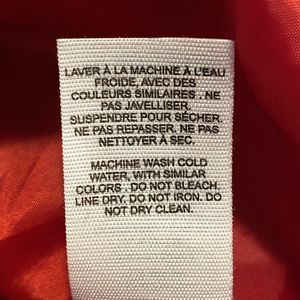 LAVER À LA MACHINE À L'EAU
FROIDE, AVEC DES
COULEURS SIMILAIRES . NE
PAS JAVELLISER.
SUSPENDRE POUR SÉCHER.
NE PAS REPASSER. NE PAS
NETTOYER À SEC.
MACHINE WASH COLD
WATER, WITH SIMILAR
COLORS . DO NOT BLEACH.
LINE DRY. DO NOT IRON. DO
NOT DRY CLEAN.